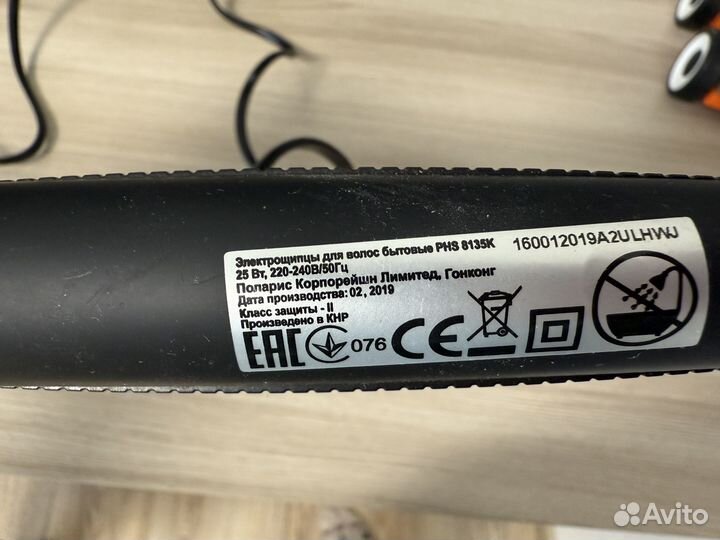 Электрощипцы для волос бытовые PHS 8135K 160012019A2ULHWJ
25 Вт, 220-240В/50Гц
Поларис Корпорейшн Лимитед, Гонконг
Дата производства: 02, 2019
Класс защиты - II
Произведено в КНР
EAC 076 CE
Avito